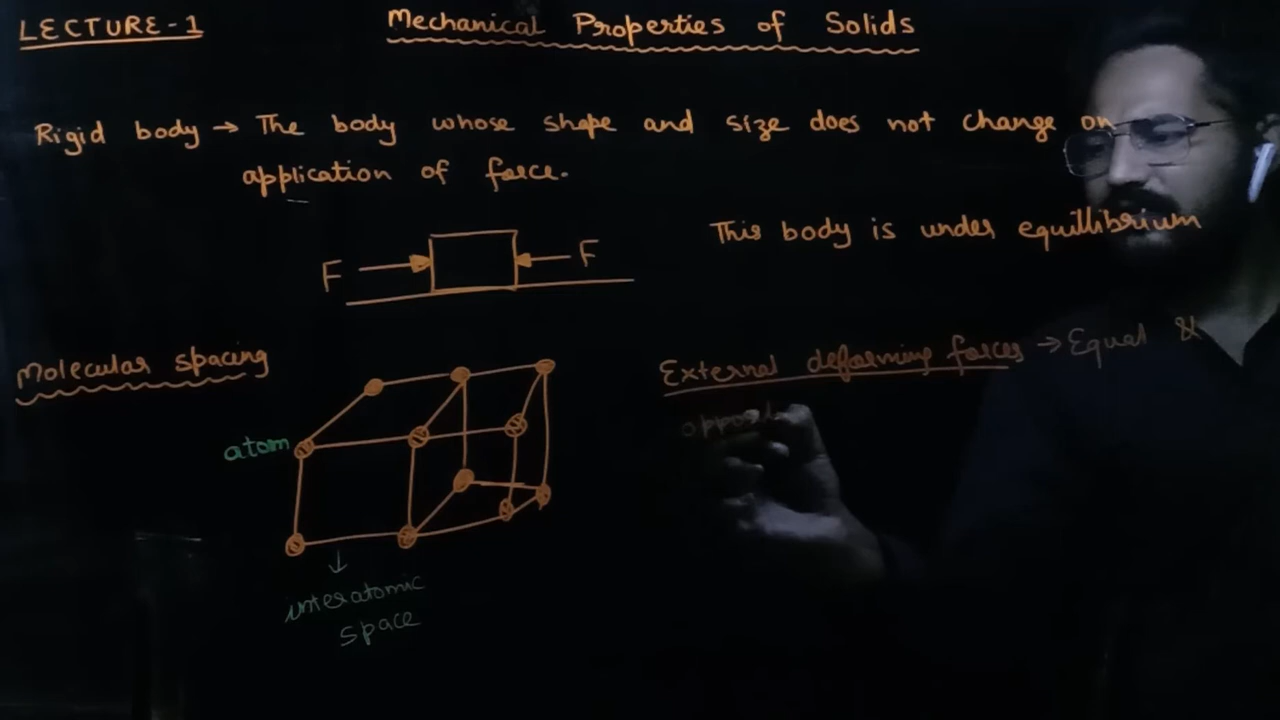 LECTURE-1
Mechanical Properties of Solids
Rigid body → The body whose shape and size does not change on
application of force.
This body is under equillibrium
F F
Molecular spacing
External deforming forces → Equal &
atom
interatomic
space